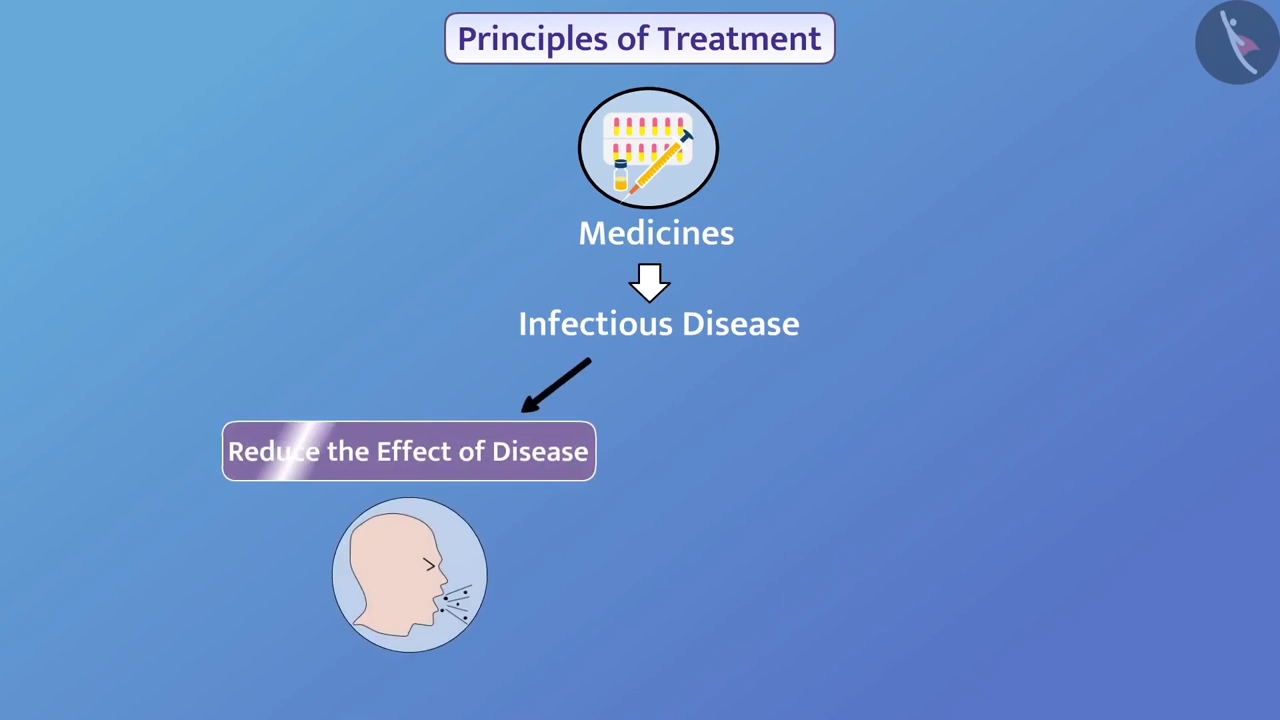 Principles of Treatment
Medicines
Infectious Disease
Reduce the Effect of Disease